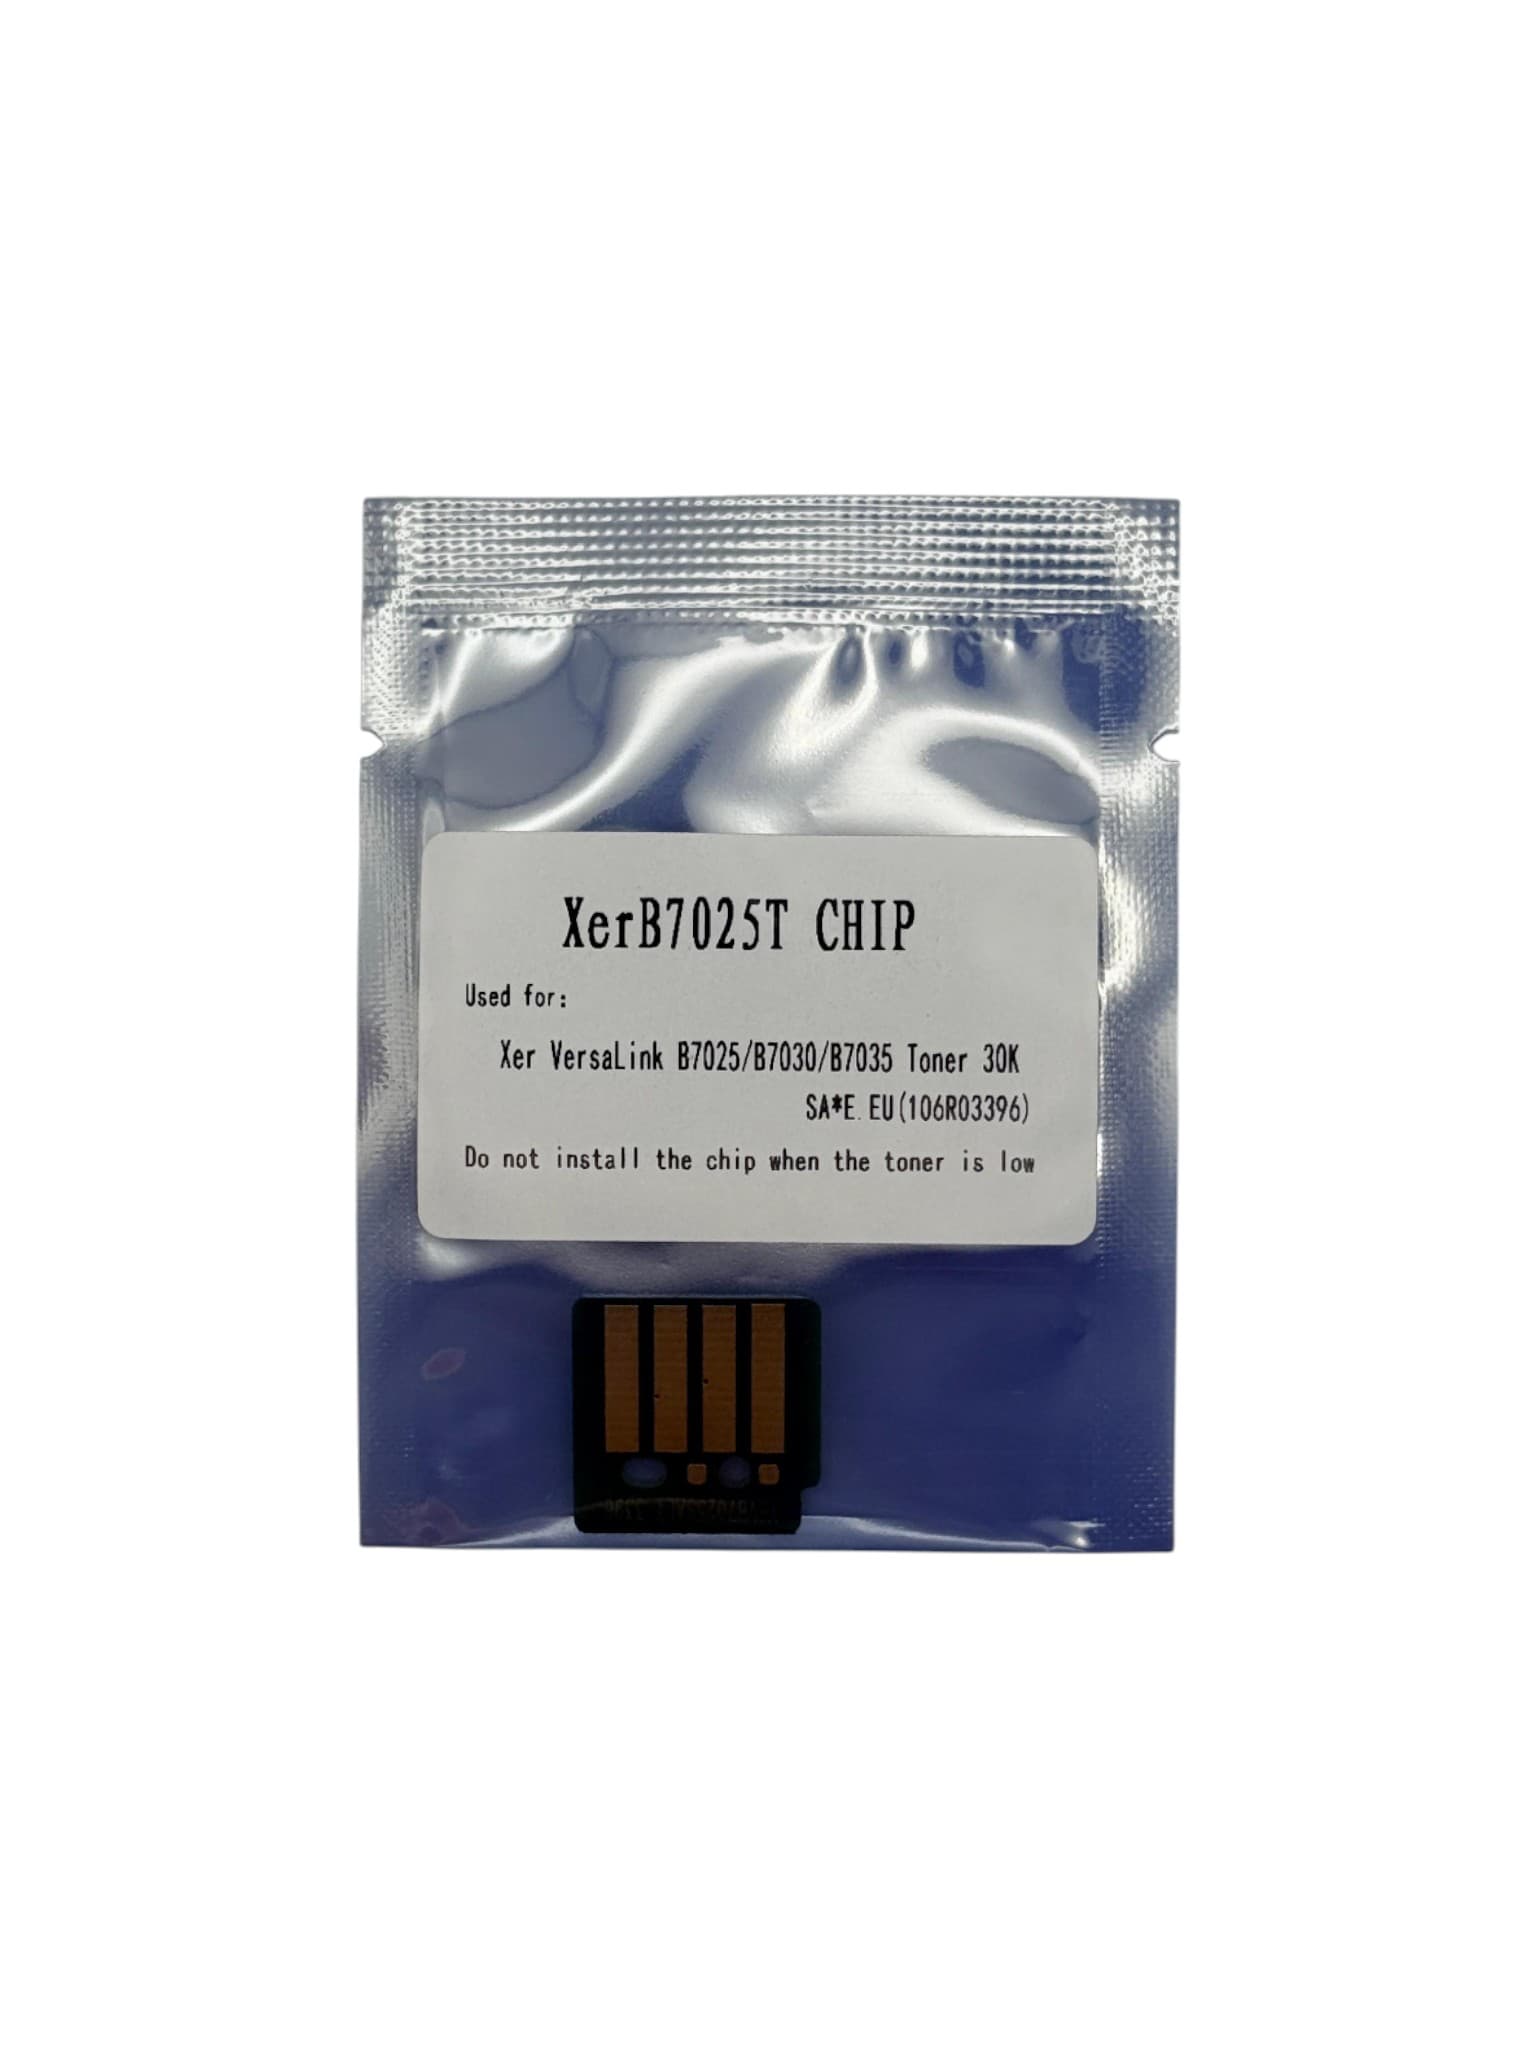 XerB7025T CHIP
Used for:
Xer VersaLink B7025/B7030/B7035 Toner 30K
SA*E.EU(106R03396)
Do not install the chip when the toner is low